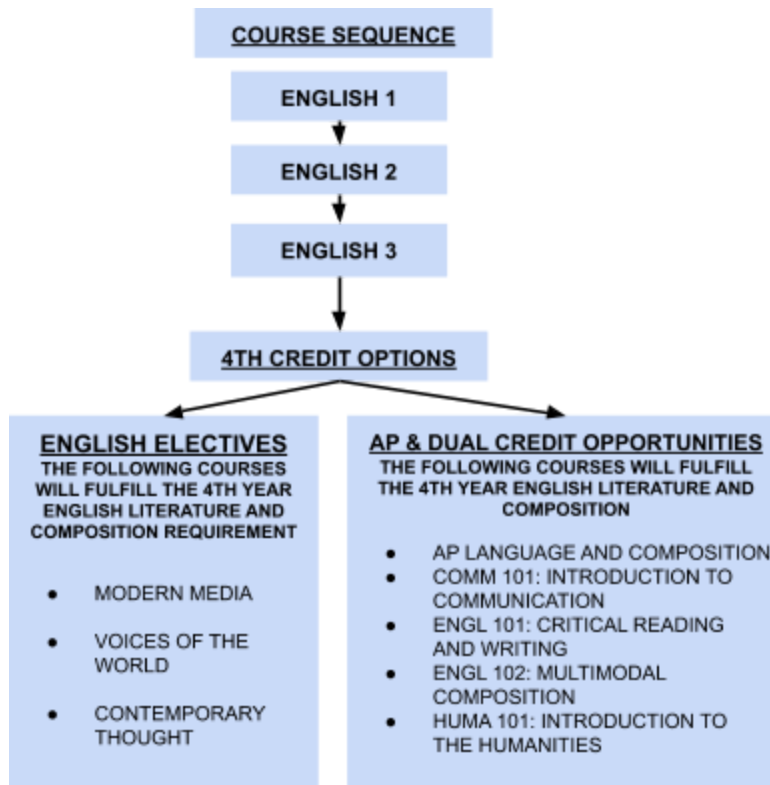 COURSE SEQUENCE
ENGLISH 1
ENGLISH 2
ENGLISH 3
4TH CREDIT OPTIONS
ENGLISH ELECTIVES
THE FOLLOWING COURSES
WILL FULFILL THE 4TH YEAR
ENGLISH LITERATURE AND
COMPOSITION REQUIREMENT
● MODERN MEDIA
● VOICES OF THE
WORLD
● CONTEMPORARY
THOUGHT
AP & DUAL CREDIT OPPORTUNITIES
THE FOLLOWING COURSES WILL FULFILL
THE 4TH YEAR ENGLISH LITERATURE AND
COMPOSITION
● AP LANGUAGE AND COMPOSITION
● COMM 101: INTRODUCTION TO
COMMUNICATION
● ENGL 101: CRITICAL READING
AND WRITING
● ENGL 102: MULTIMODAL
COMPOSITION
● HUMA 101: INTRODUCTION TO
THE HUMANITIES